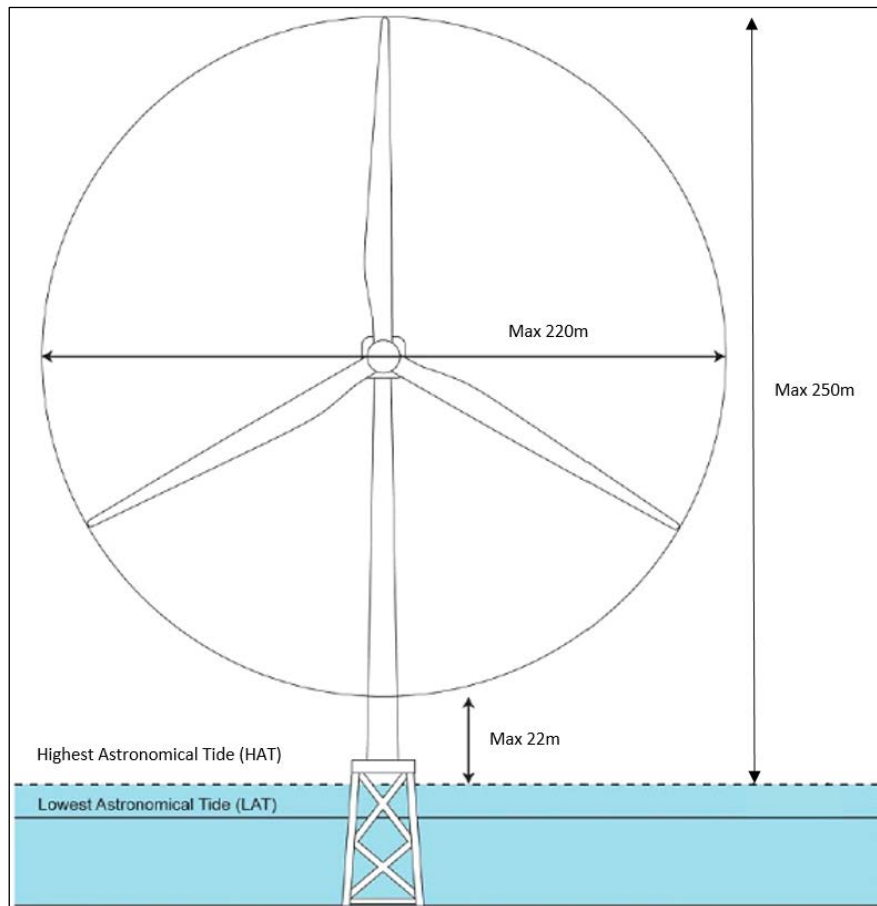 Max 220m
Max 250m
Max 22m
Highest Astronomical Tide (HAT)
Lowest Astronomical Tide (LAT)